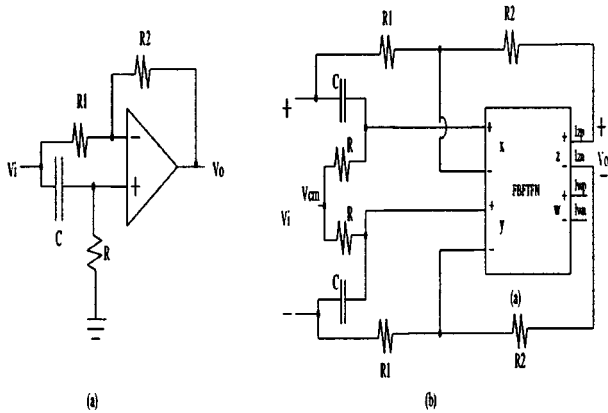 R2
R1
Vi
C
R
Vo
(a)
R1
R2
+
C
+
x
-
R
Vcm
Vi
R
+
y
-
FBFTFN
+
z
-
+
w
-
Izp
Izn
Iwp
Iwn
+
Vo
-
C
-
R1
R2
(a)
(b)